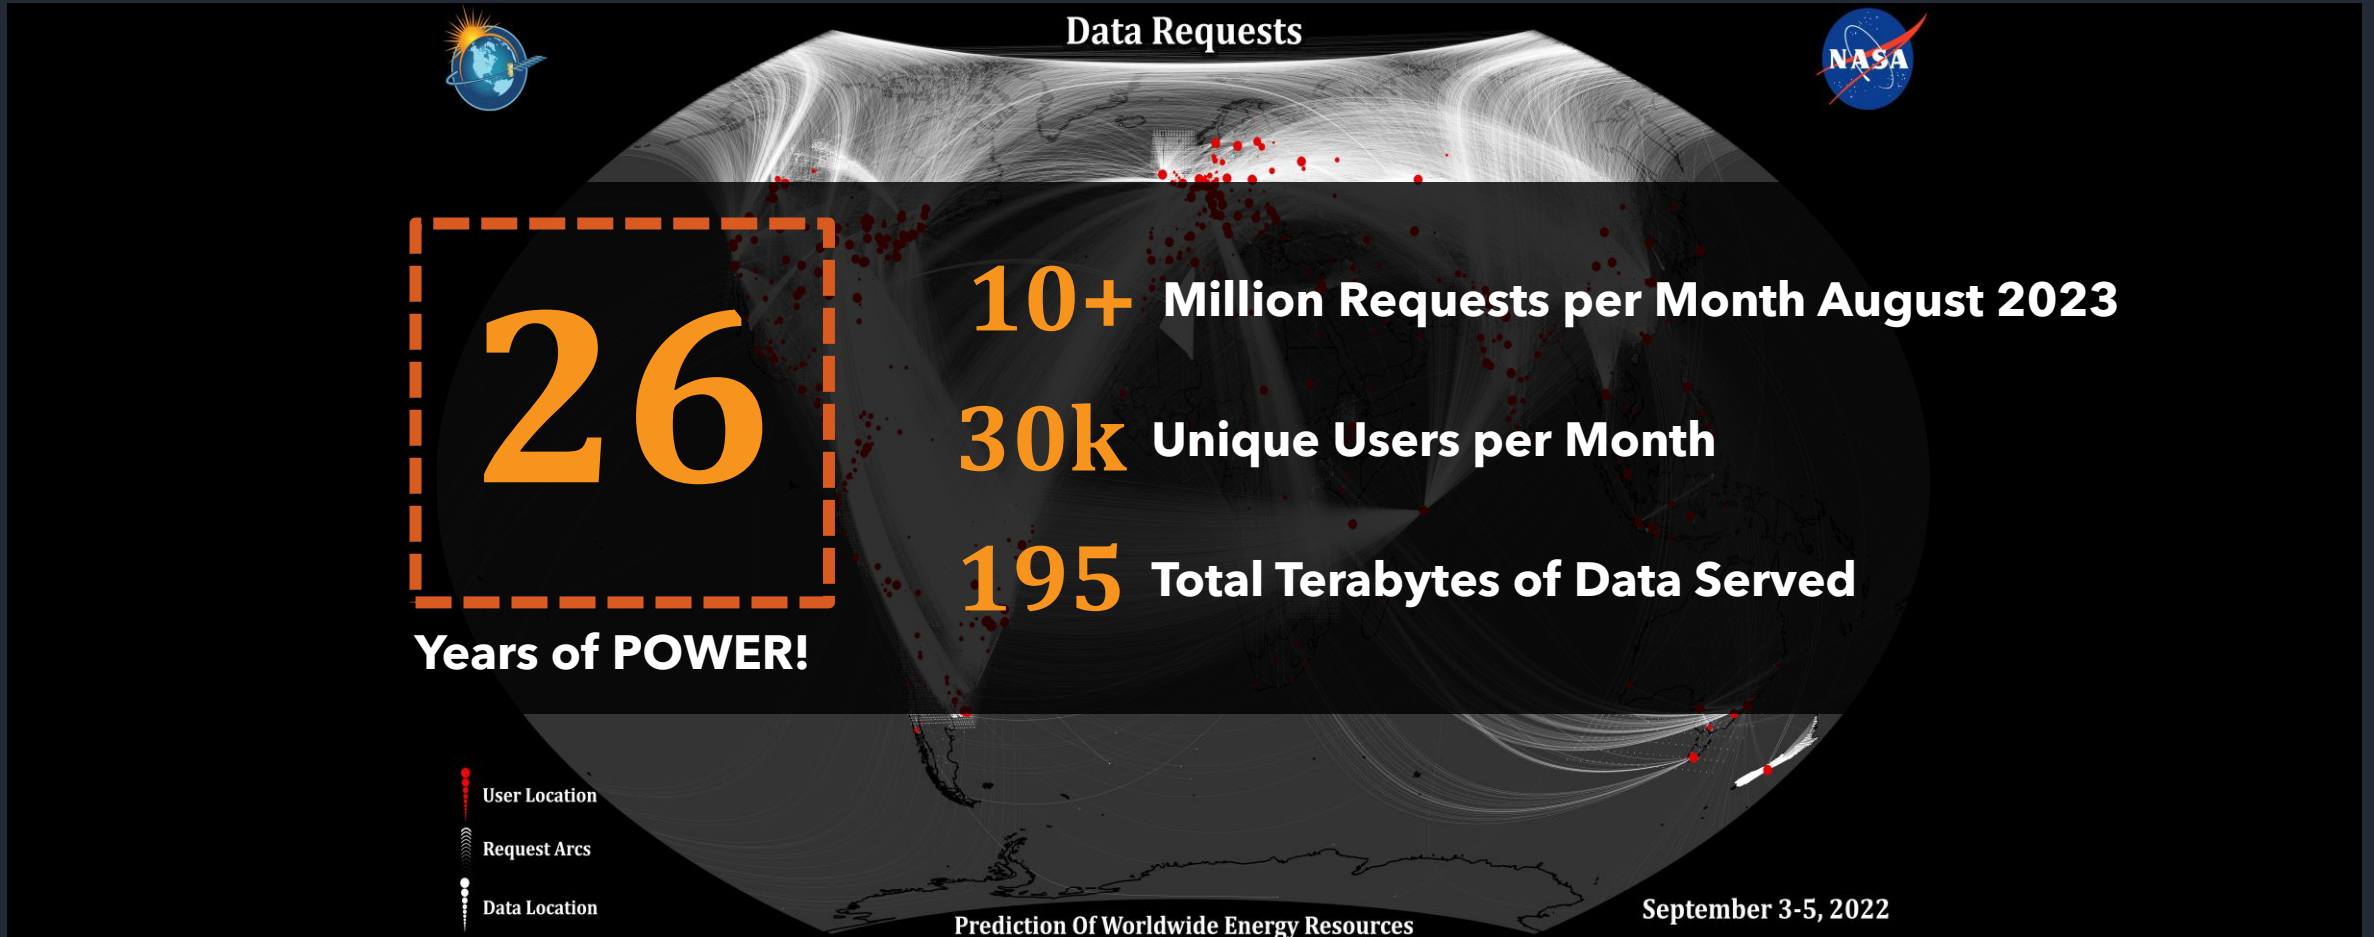 Data Requests
NASA
26
Years of POWER!
10+ Million Requests per Month August 2023
30k Unique Users per Month
195 Total Terabytes of Data Served
User Location
Request Arcs
Data Location
Prediction Of Worldwide Energy Resources
September 3-5, 2022